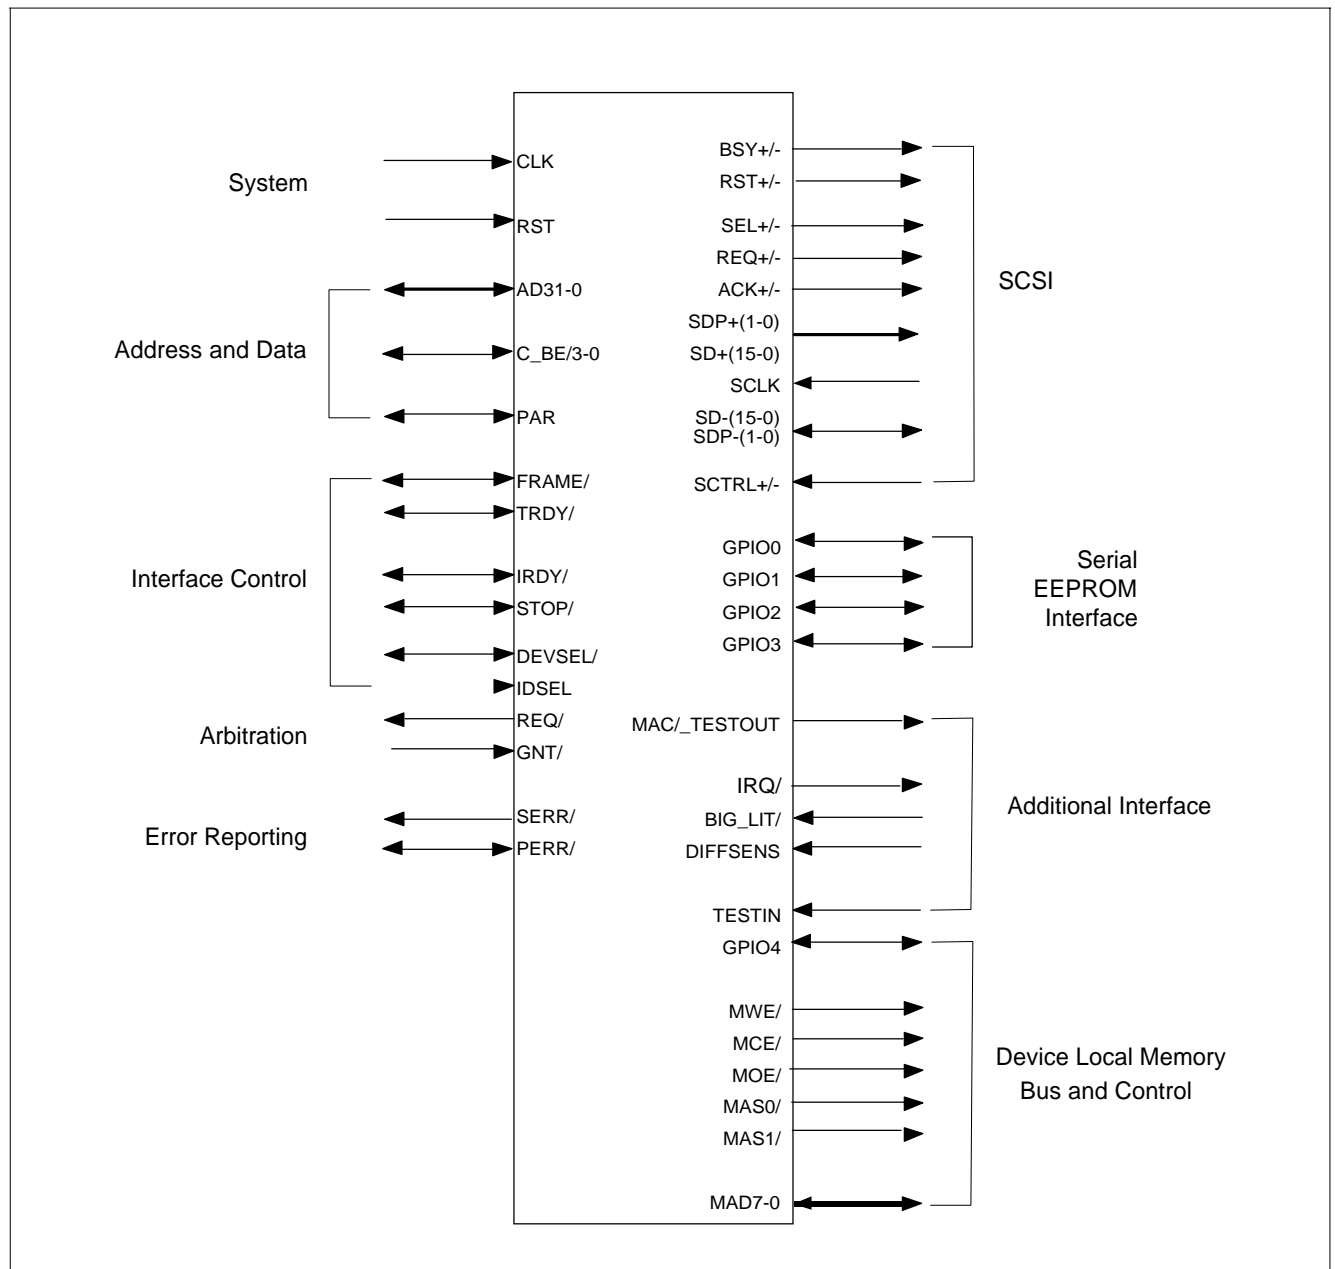 System
CLK
RST
Address and Data
AD31-0
C_BE/3-0
PAR
Interface Control
FRAME/
TRDY/
IRDY/
STOP/
DEVSEL/
IDSEL
Arbitration
REQ/
GNT/
Error Reporting
SERR/
PERR/
BSY+/-
RST+/-
SEL+/-
REQ+/-
ACK+/-
SDP+(1-0)
SD+(15-0)
SCLK
SD-(15-0)
SDP-(1-0)
SCTRL+/-
SCSI
GPIO0
GPIO1
GPIO2
GPIO3
Serial
EEPROM
Interface
MAC/_TESTOUT
IRQ/
BIG_LIT/
DIFFSENS
TESTIN
Additional Interface
GPIO4
MWE/
MCE/
MOE/
MAS0/
MAS1/
MAD7-0
Device Local Memory
Bus and Control